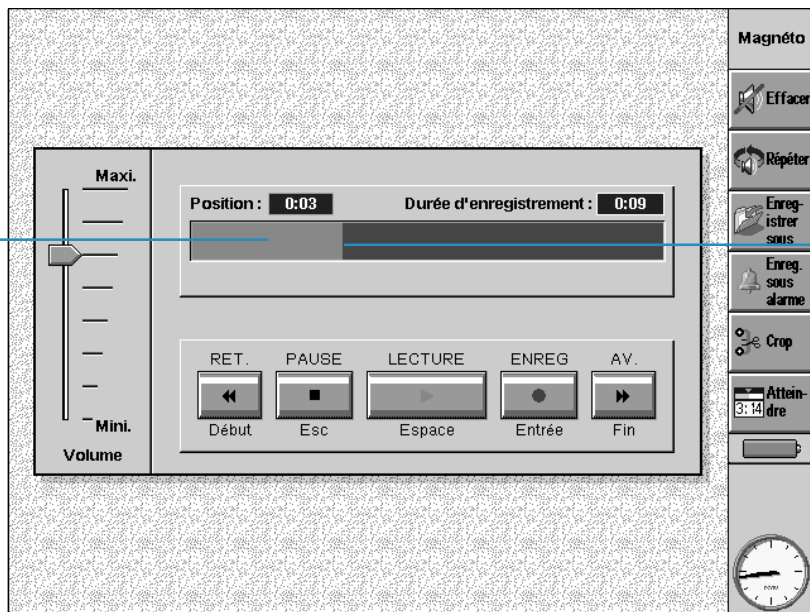 Maxi.
Mini.
Volume
Position : 0:03 Durée d'enregistrement : 0:09
RET. PAUSE LECTURE ENREG AV.
Début Esc Espace Entrée Fin
Magnéto
Effacer
Répéter
Enreg-
istrer
sous
Enreg.
sous
alarme
Crop
Attein-
3:14 dre